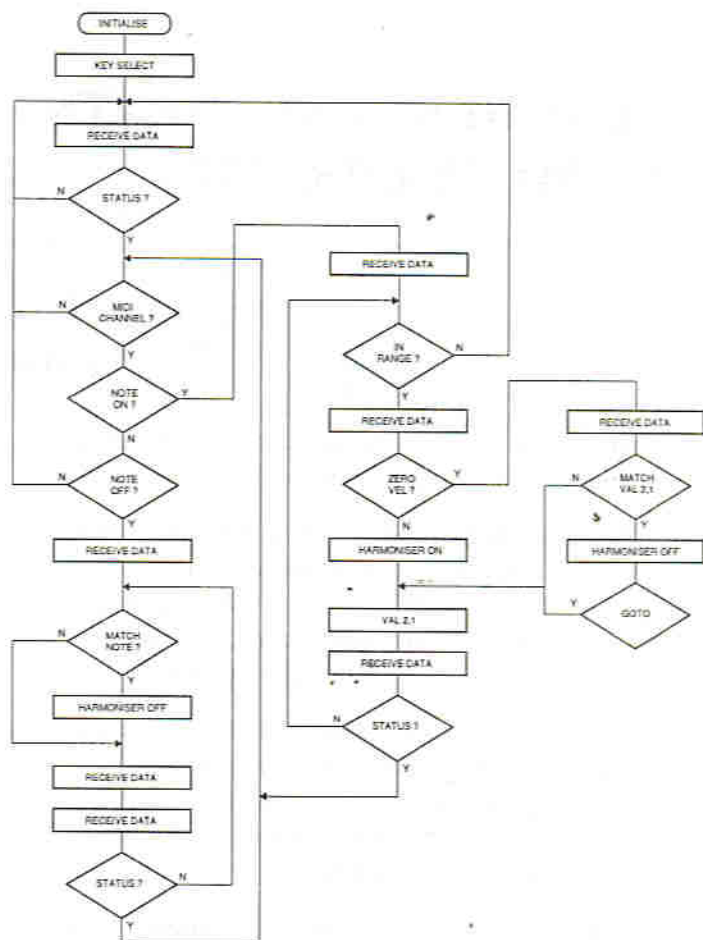 INITIALISE
KEY SELECT
RECEIVE DATA
STATUS ?
N
Y
MIDI
CHANNEL ?
N
Y
NOTE
ON ?
Y
N
NOTE
OFF ?
N
Y
RECEIVE DATA
MATCH
NOTE ?
N
Y
HARMONISER OFF
RECEIVE DATA
RECEIVE DATA
STATUS ?
N
Y
RECEIVE DATA
IN
RANGE ?
N
Y
RECEIVE DATA
ZERO
VEL ?
Y
N
HARMONISER ON
VAL 2,1
RECEIVE DATA
STATUS ?
N
Y
RECEIVE DATA
MATCH
VAL 2,1
N
Y
HARMONISER OFF
GOTO
Y